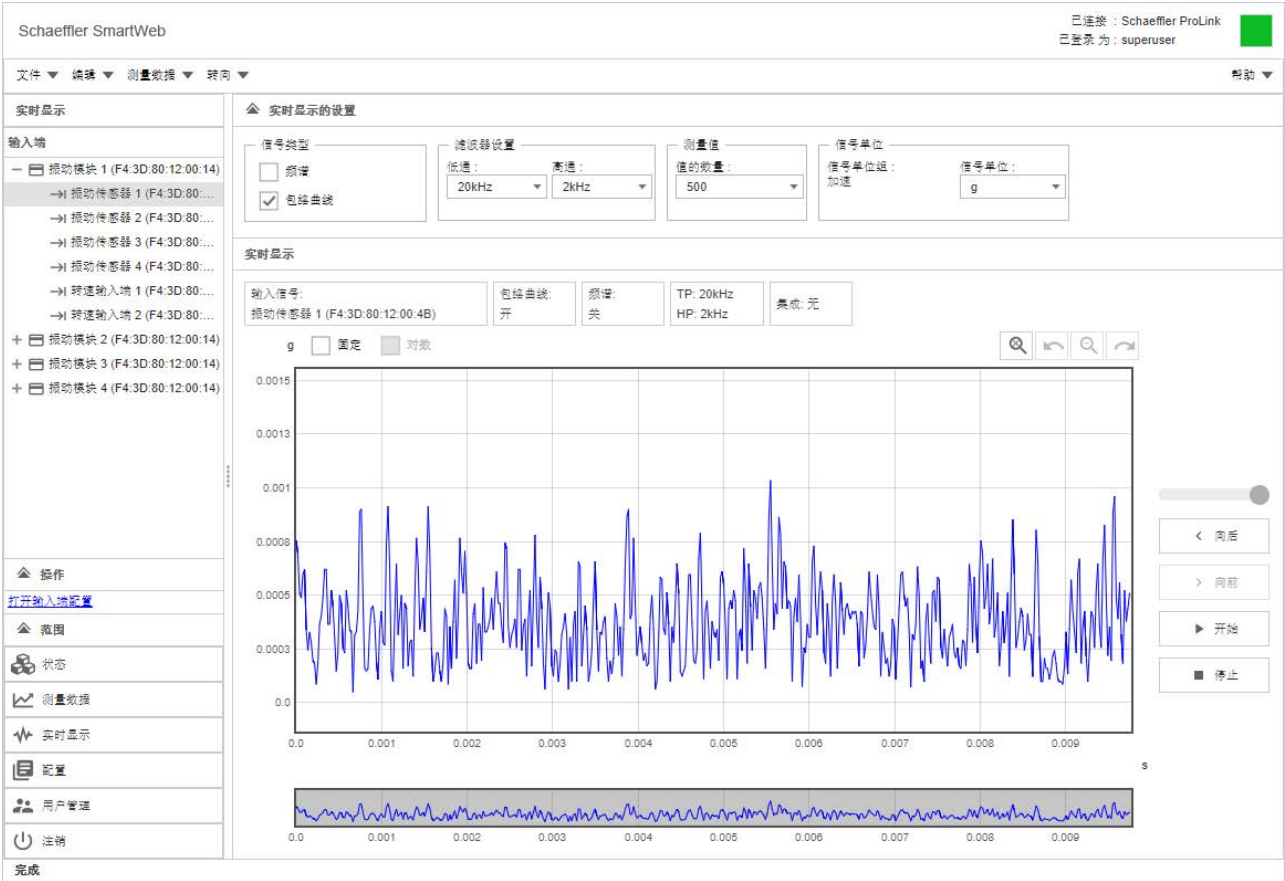 Schaeffler SmartWeb
已连接 : Schaeffler ProLink
已登录 为 : superuser
文件 编辑 测量数据 转向 帮助
实时显示
输入端
振动模块 1 (F4:3D:80:12:00:14)
振动传感器 1 (F4:3D:80:...
振动传感器 2 (F4:3D:80:...
振动传感器 3 (F4:3D:80:...
振动传感器 4 (F4:3D:80:...
转速输入端 1 (F4:3D:80:...
转速输入端 2 (F4:3D:80:...
振动模块 2 (F4:3D:80:12:00:14)
振动模块 3 (F4:3D:80:12:00:14)
振动模块 4 (F4:3D:80:12:00:14)
操作
打开输入端配置
范围
状态
测量数据
实时显示
配置
用户管理
注销
完成
实时显示的设置
信号类型
频谱
包络曲线
滤波器设置
低通 : 高通 :
20kHz 2kHz
测量值
值的数量 :
500
信号单位
信号单位组 : 信号单位 :
加速 g
实时显示
输入信号:
振动传感器 1 (F4:3D:80:12:00:4B)
包络曲线:
开
频谱:
关
TP: 20kHz
HP: 2kHz
集成: 无
g 固定 对数
0.0015
0.0013
0.001
0.0008
0.0005
0.0003
0.0
0.0 0.001 0.002 0.003 0.004 0.005 0.006 0.007 0.008 0.009
s
0.0 0.001 0.002 0.003 0.004 0.005 0.006 0.007 0.008 0.009
向后
向前
开始
停止